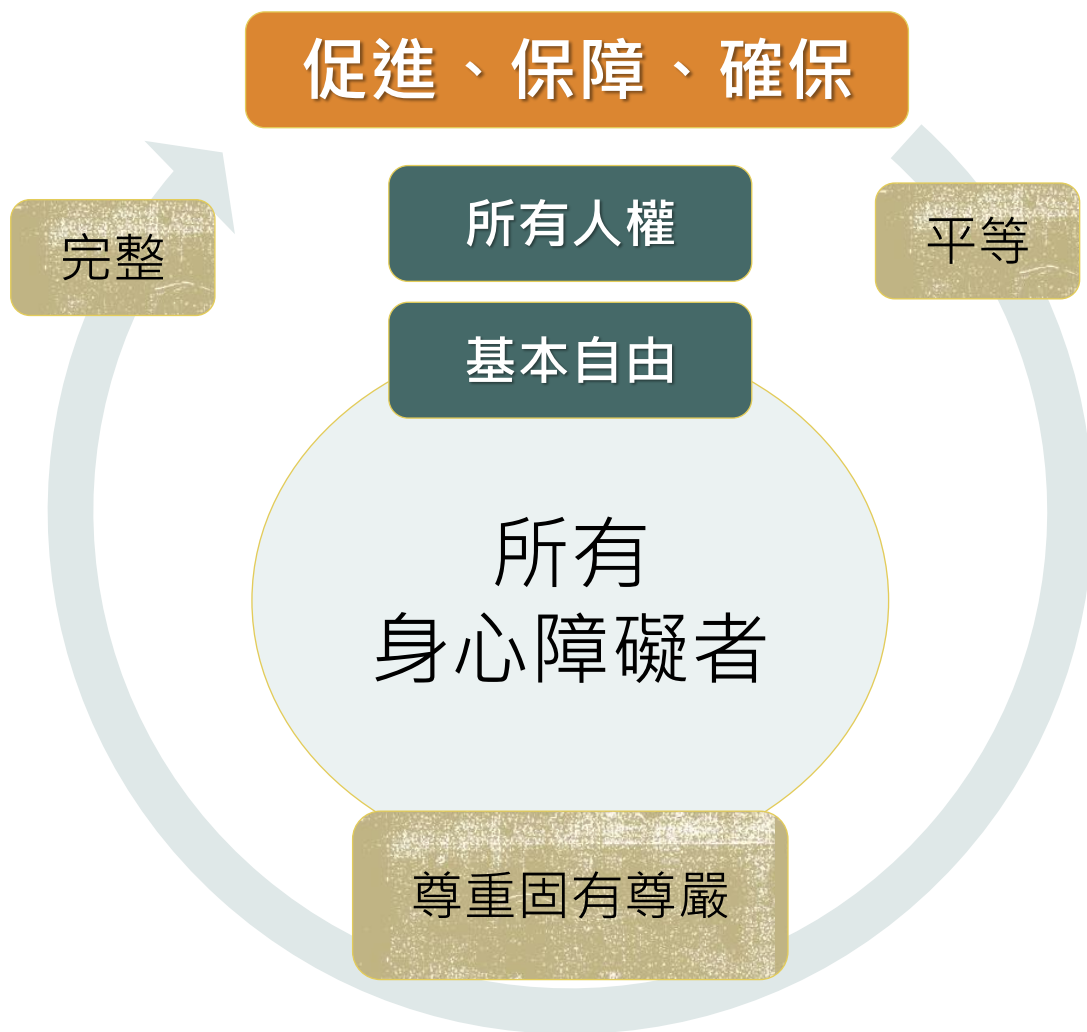 促進、保障、確保
所有人權
完整
平等
基本自由
所有
身心障礙者
尊重固有尊嚴